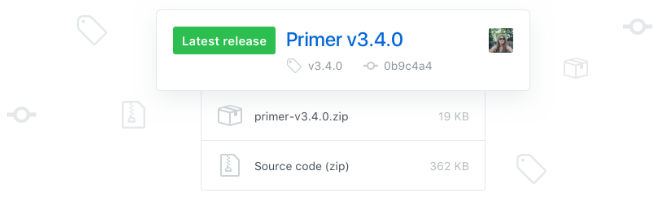 Latest release Primer v3.4.0
v3.4.0 0b9c4a4
primer-v3.4.0.zip 19 KB
Source code (zip) 362 KB